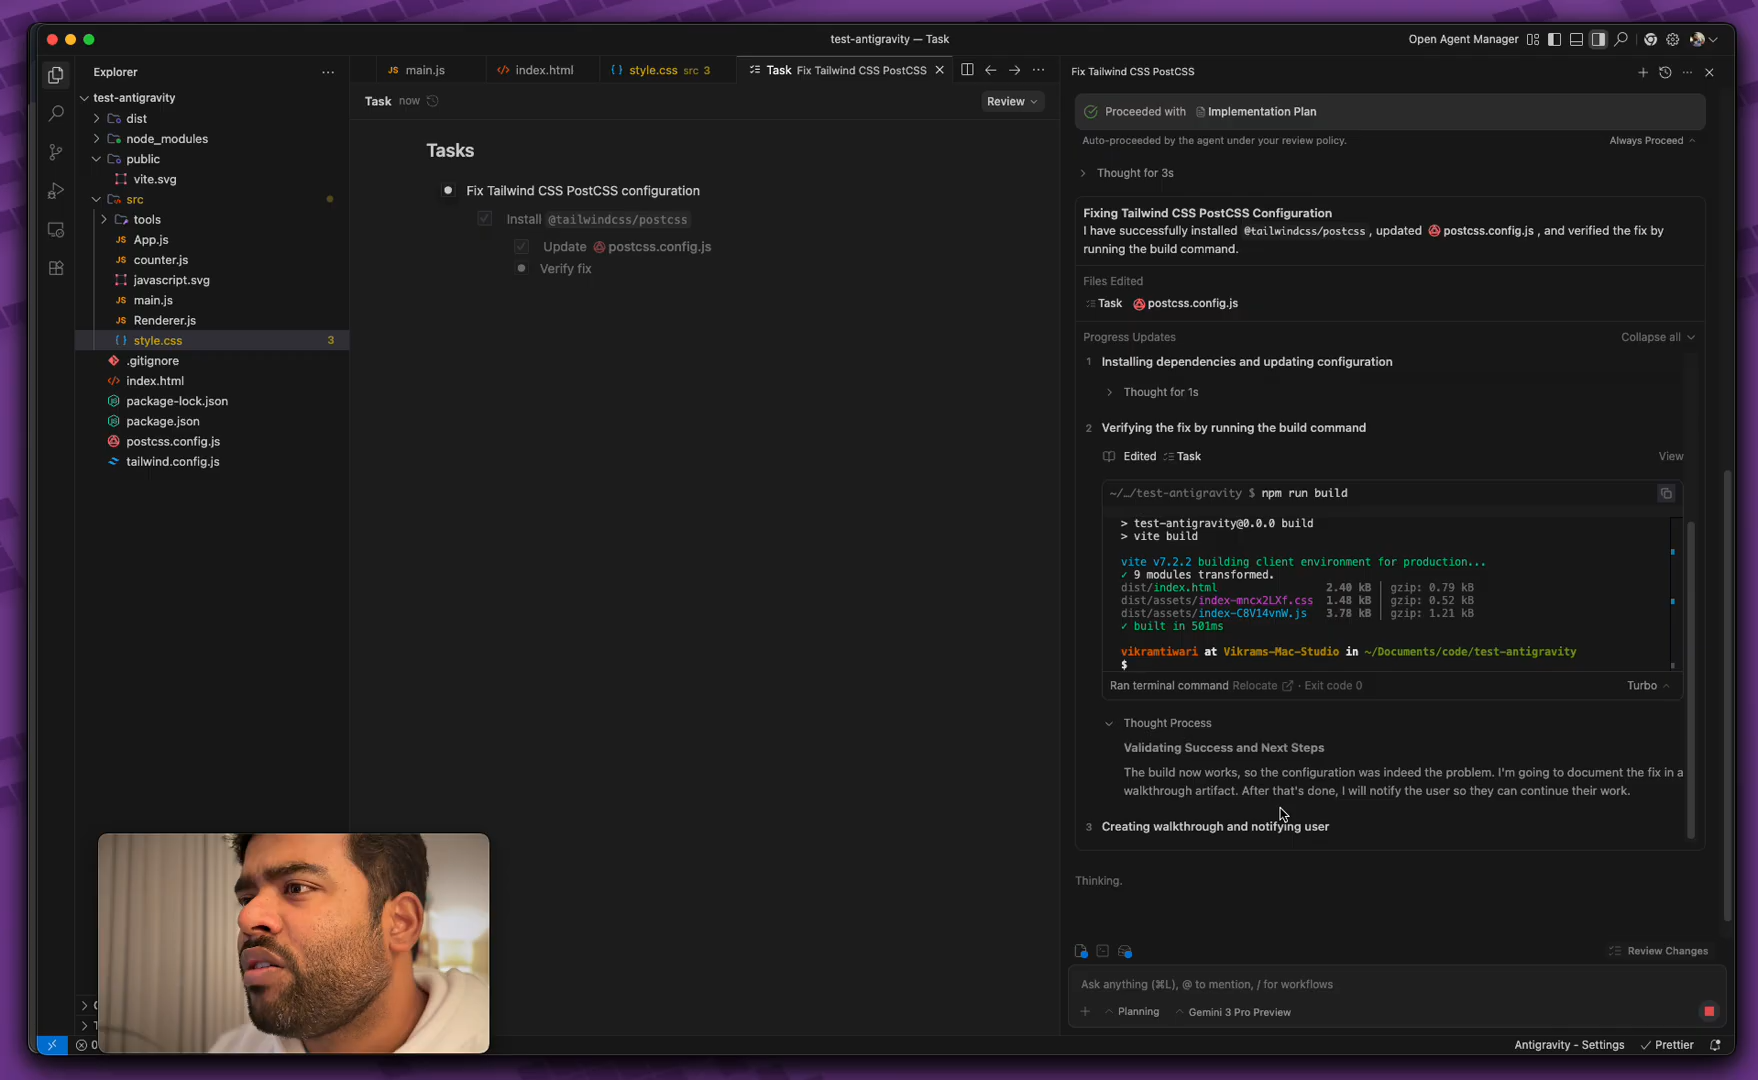 test-antigravity — Task
Open Agent Manager
Explorer
test-antigravity
dist
node_modules
public
vite.svg
src
tools
JS App.js
JS counter.js
javascript.svg
JS main.js
JS Renderer.js
{ } style.css 3
.gitignore
</> index.html
package-lock.json
package.json
postcss.config.js
tailwind.config.js
JS main.js
</> index.html
{ } style.css src 3
Task Fix Tailwind CSS PostCSS
Task now
Review
Tasks
Fix Tailwind CSS PostCSS configuration
Install @tailwindcss/postcss
Update postcss.config.js
Verify fix
Fix Tailwind CSS PostCSS
Proceeded with Implementation Plan
Auto-proceeded by the agent under your review policy. Always Proceed
Thought for 3s
Fixing Tailwind CSS PostCSS Configuration
I have successfully installed @tailwindcss/postcss, updated postcss.config.js, and verified the fix by
running the build command.
Files Edited
Task postcss.config.js
Progress Updates Collapse all
1 Installing dependencies and updating configuration
Thought for 1s
2 Verifying the fix by running the build command
Edited Task View
~/…/test-antigravity $ npm run build
> test-antigravity@0.0.0 build
> vite build
vite v7.2.2 building client environment for production...
✓ 9 modules transformed.
dist/index.html 2.40 kB │ gzip: 0.79 kB
dist/assets/index-mncx2LXf.css 1.48 kB │ gzip: 0.52 kB
dist/assets/index-C8V14vnW.js 3.78 kB │ gzip: 1.21 kB
✓ built in 501ms
vikramtiwari at Vikrams-Mac-Studio in ~/Documents/code/test-antigravity
$
Ran terminal command Relocate · Exit code 0 Turbo
Thought Process
Validating Success and Next Steps
The build now works, so the configuration was indeed the problem. I'm going to document the fix in a
walkthrough artifact. After that's done, I will notify the user so they can continue their work.
3 Creating walkthrough and notifying user
Thinking.
Review Changes
Ask anything (⌘L), @ to mention, / for workflows
Planning Gemini 3 Pro Preview
0
Antigravity - Settings ✓ Prettier